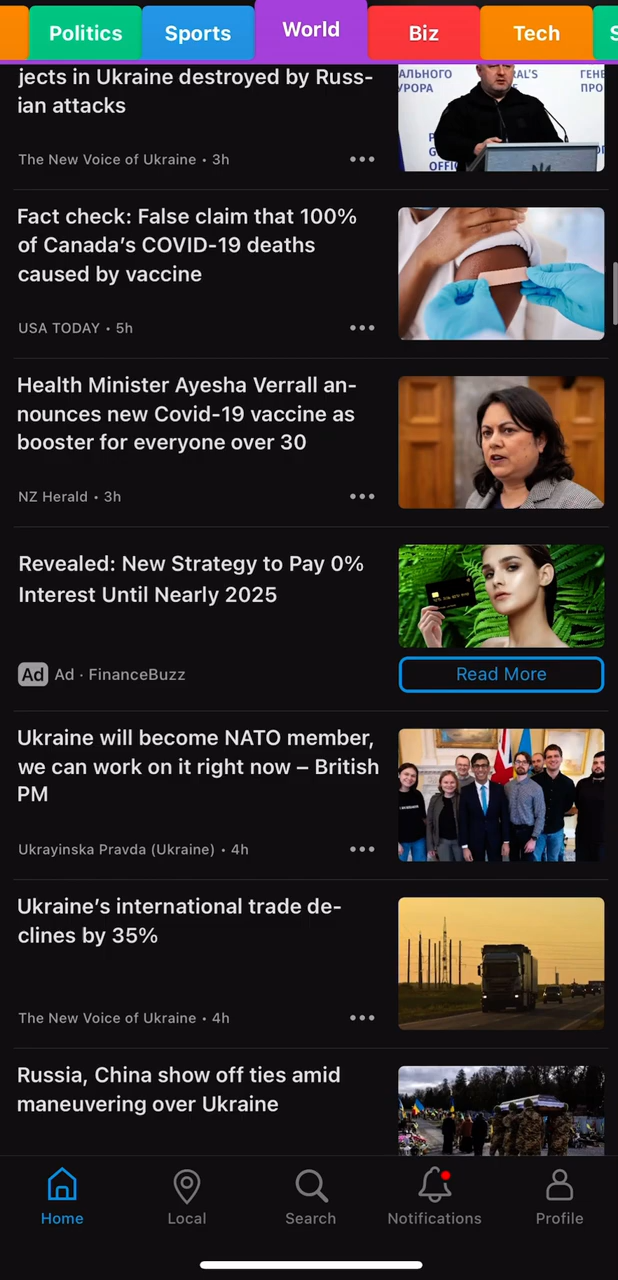 Politics
Sports
World
Biz
Tech
S
jects in Ukraine destroyed by Russ-
ian attacks
The New Voice of Ukraine • 3h
Fact check: False claim that 100%
of Canada’s COVID-19 deaths
caused by vaccine
USA TODAY • 5h
Health Minister Ayesha Verrall an-
nounces new Covid-19 vaccine as
booster for everyone over 30
NZ Herald • 3h
Revealed: New Strategy to Pay 0%
Interest Until Nearly 2025
Ad Ad · FinanceBuzz
Read More
Ukraine will become NATO member,
we can work on it right now – British
PM
Ukrayinska Pravda (Ukraine) • 4h
Ukraine’s international trade de-
clines by 35%
The New Voice of Ukraine • 4h
Russia, China show off ties amid
maneuvering over Ukraine
Home
Local
Search
Notifications
Profile